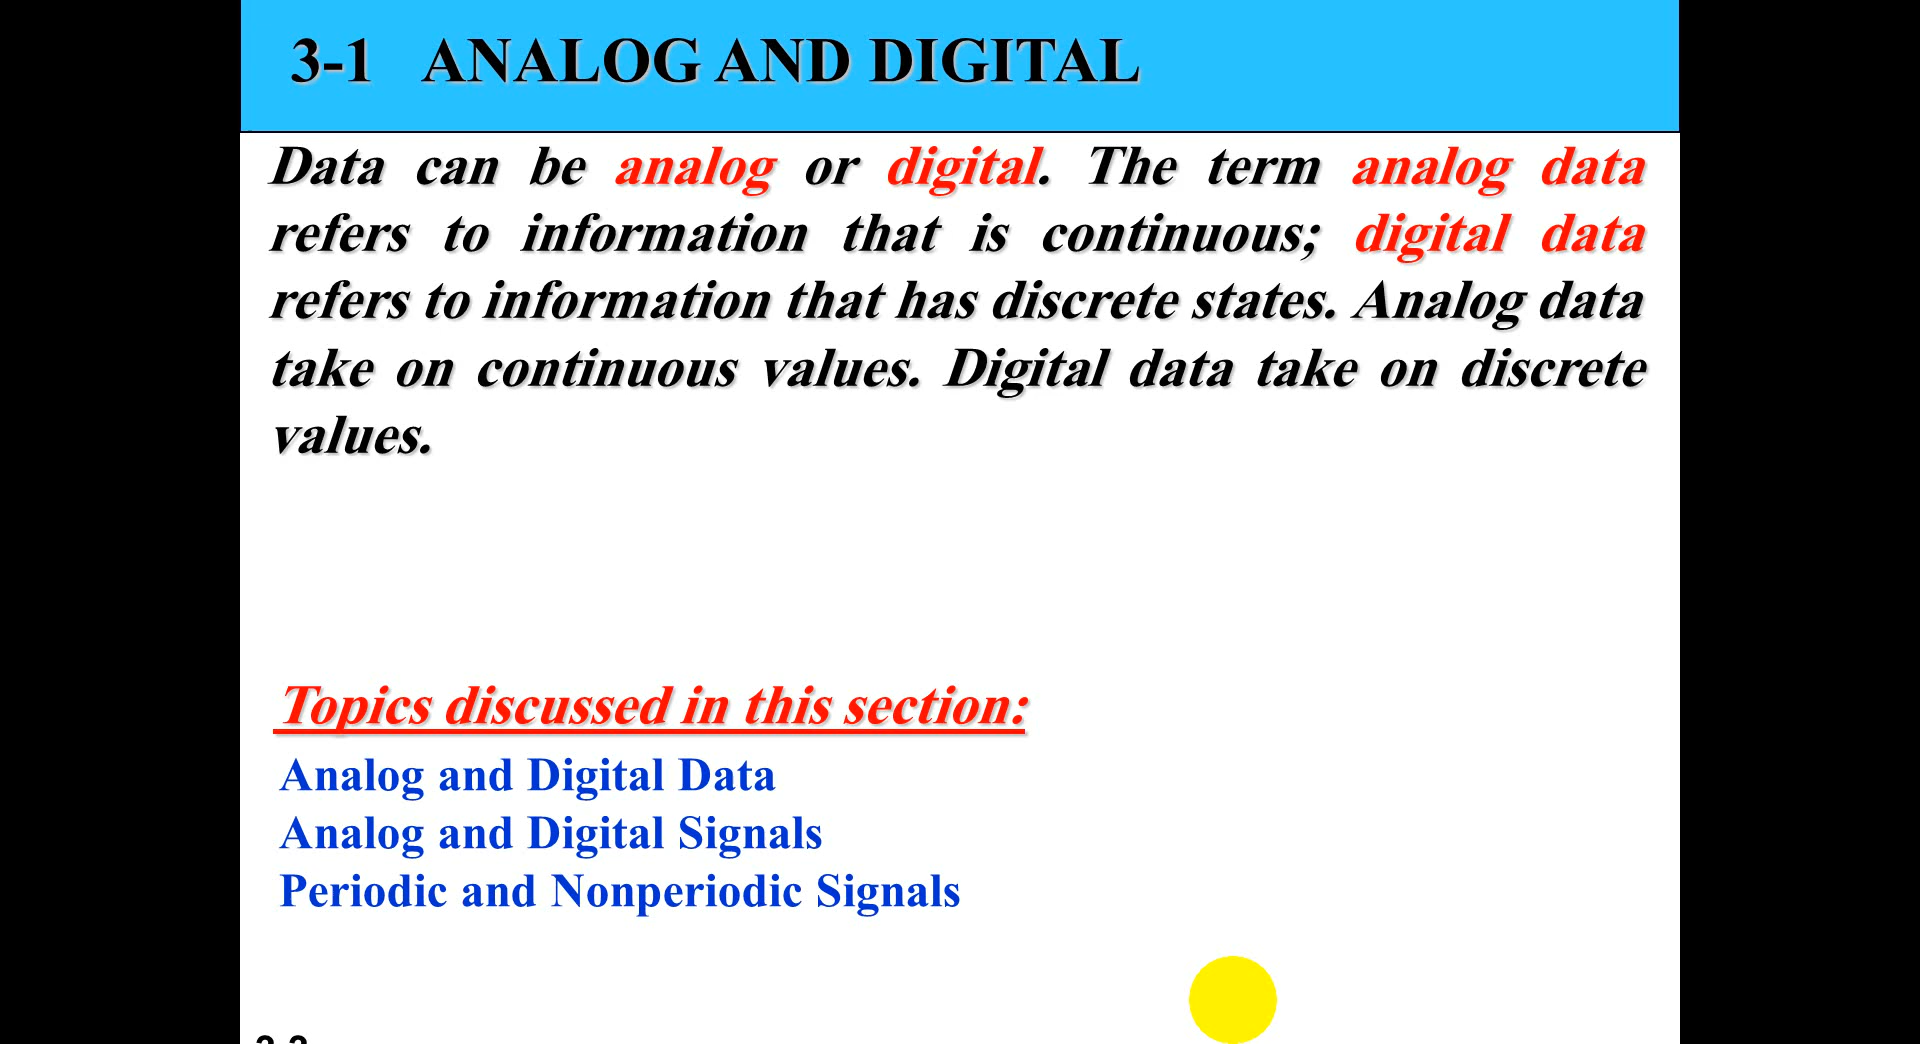 3-1 ANALOG AND DIGITAL
Data can be analog or digital. The term analog data
refers to information that is continuous; digital data
refers to information that has discrete states. Analog data
take on continuous values. Digital data take on discrete
values.
Topics discussed in this section:
Analog and Digital Data
Analog and Digital Signals
Periodic and Nonperiodic Signals